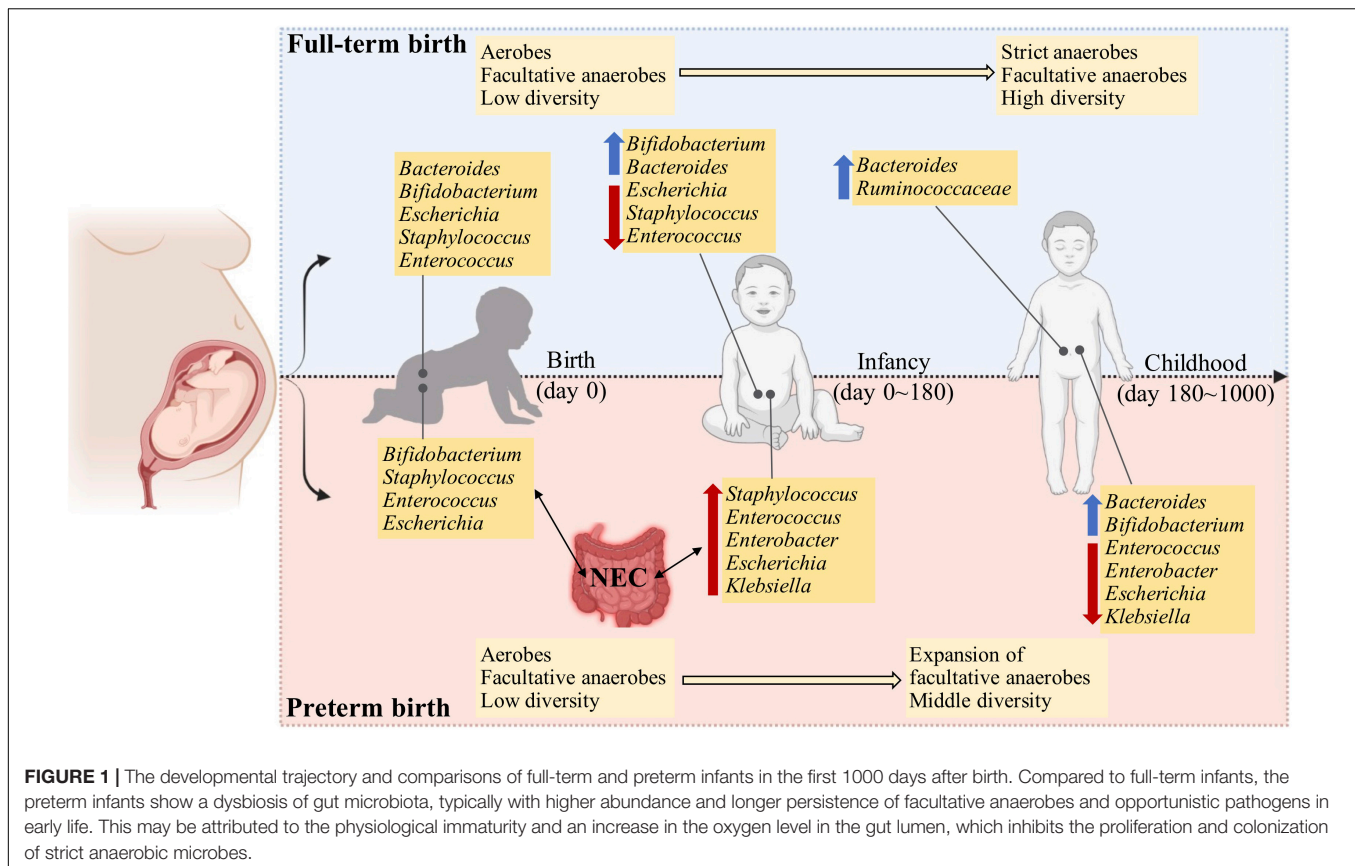 Full-term birth
Aerobes
Facultative anaerobes
Low diversity
Strict anaerobes
Facultative anaerobes
High diversity
Bacteroides
Bifidobacterium
Escherichia
Staphylococcus
Enterococcus
Bifidobacterium
Bacteroides
Escherichia
Staphylococcus
Enterococcus
Bacteroides
Ruminococcaceae
Birth
(day 0)
Infancy
(day 0~180)
Childhood
(day 180~1000)
Bifidobacterium
Staphylococcus
Enterococcus
Escherichia
NEC
Staphylococcus
Enterococcus
Enterobacter
Escherichia
Klebsiella
Bacteroides
Bifidobacterium
Enterococcus
Enterobacter
Escherichia
Klebsiella
Aerobes
Facultative anaerobes
Low diversity
Expansion of
facultative anaerobes
Middle diversity
Preterm birth
FIGURE 1 | The developmental trajectory and comparisons of full-term and preterm infants in the first 1000 days after birth. Compared to full-term infants, the
preterm infants show a dysbiosis of gut microbiota, typically with higher abundance and longer persistence of facultative anaerobes and opportunistic pathogens in
early life. This may be attributed to the physiological immaturity and an increase in the oxygen level in the gut lumen, which inhibits the proliferation and colonization
of strict anaerobic microbes.